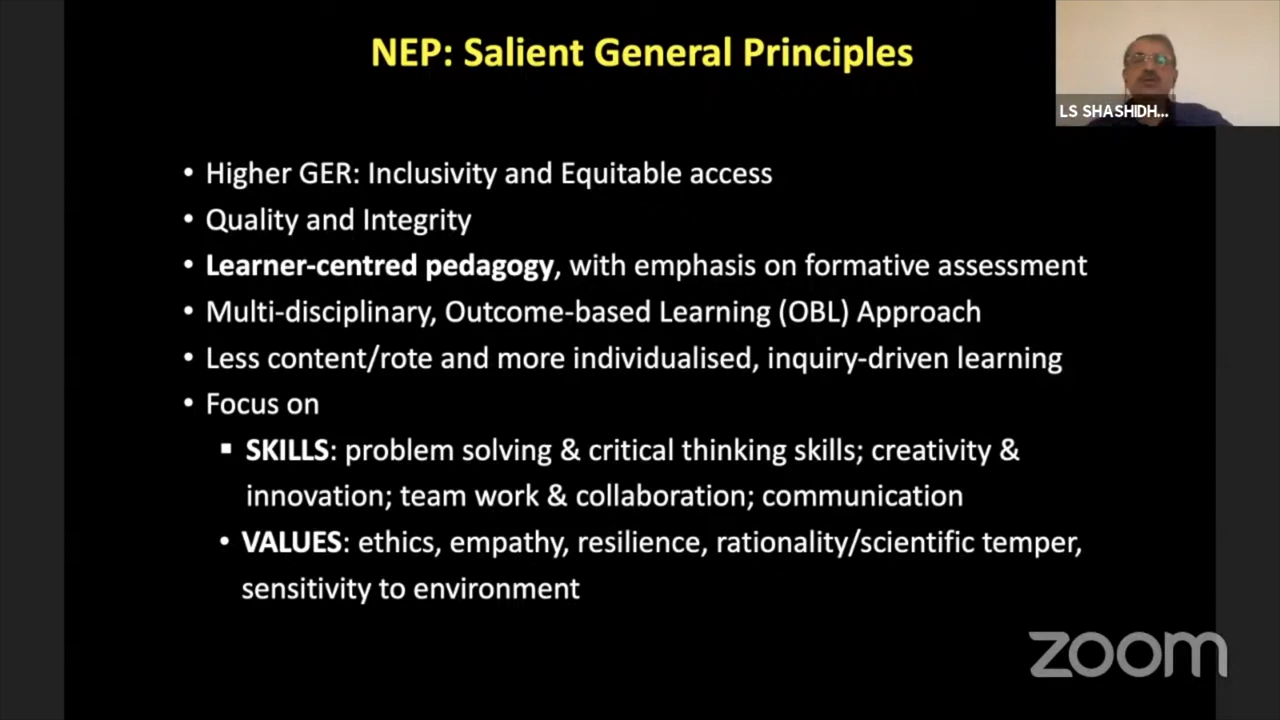 NEP: Salient General Principles
LS SHASHIDH...
• Higher GER: Inclusivity and Equitable access
• Quality and Integrity
• Learner-centred pedagogy, with emphasis on formative assessment
• Multi-disciplinary, Outcome-based Learning (OBL) Approach
• Less content/rote and more individualised, inquiry-driven learning
• Focus on
▪ SKILLS: problem solving & critical thinking skills; creativity &
innovation; team work & collaboration; communication
• VALUES: ethics, empathy, resilience, rationality/scientific temper,
sensitivity to environment
zoom